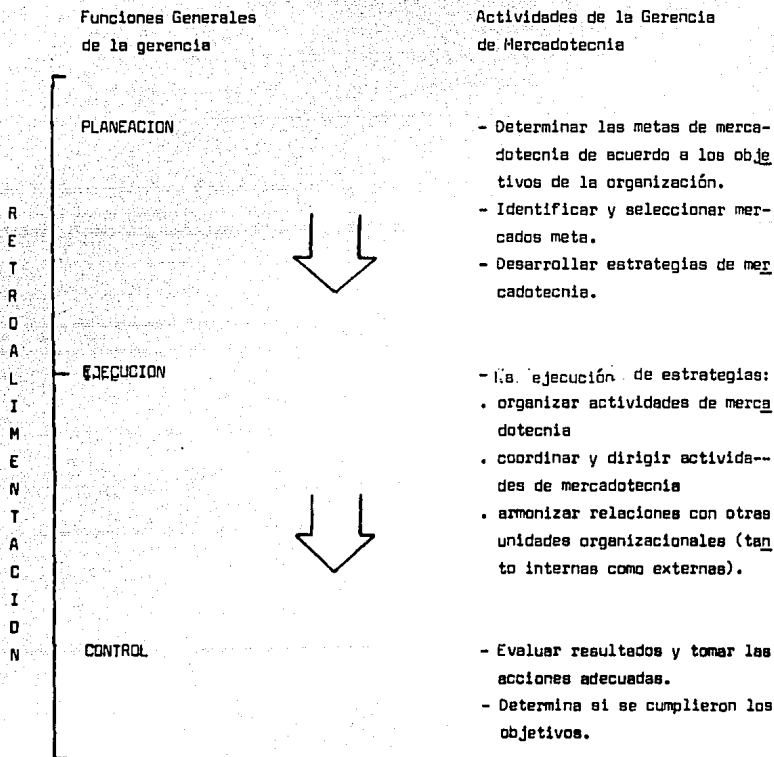 Funciones Generales
de la gerencia
Actividades de la Gerencia
de Mercadotecnia
RETROALIMENTACION
PLANEACION
- Determinar las metas de merca-
dotecnia de acuerdo a los obje
tivos de la organización.
- Identificar y seleccionar mer-
cados meta.
- Desarrollar estrategias de mer
cadotecnia.
EJECUCION
- La ejecución de estrategias:
. organizar actividades de merca
dotecnia
. coordinar y dirigir activida--
des de mercadotecnia
. armonizar relaciones con otras
unidades organizacionales (tan
to internas como externas).
CONTROL
- Evaluar resultados y tomar las
acciones adecuadas.
- Determina si se cumplieron los
objetivos.